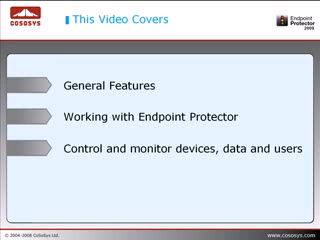 COSOSYS
This Video Covers
Endpoint
Protector
2008
General Features
Working with Endpoint Protector
Control and monitor devices, data and users
© 2004-2008 CoSoSys Ltd.
www.cososys.com